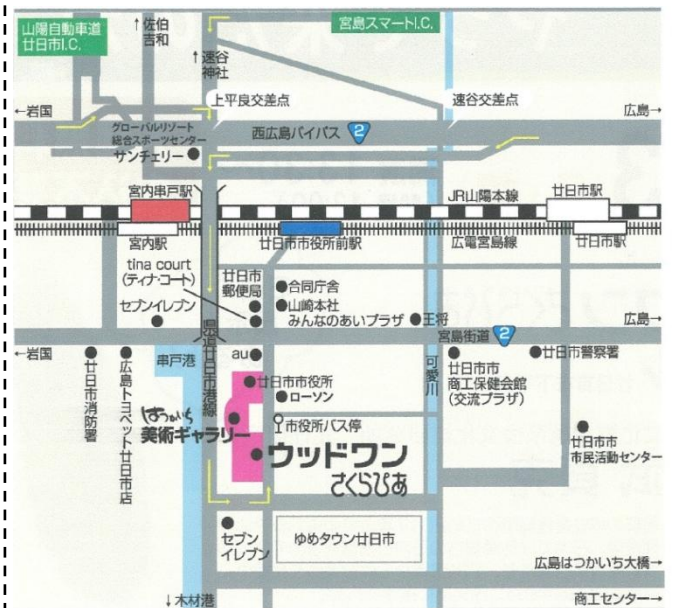 山陽自動車道
廿日市I.C.
↑佐伯
吉和
宮島スマートI.C.
↑速谷
神社
上平良交差点
速谷交差点
←岩国
広島→
グローバルリゾート
総合スポーツセンター
サンチェリー
西広島バイパス 2
宮内串戸駅
JR山陽本線
廿日市駅
宮内駅
廿日市市役所前駅
広電宮島線
廿日市駅
tina court
(ティナ・コート)
廿日市
郵便局
合同庁舎
山崎本社
みんなのあいプラザ
セブンイレブン
王将
宮島街道 2
広島→
←岩国
県道廿日市港線
串戸港
au
可愛川
廿日市市
商工保健会館
(交流プラザ)
廿日市警察署
廿日市消防署
広島トヨペット廿日市店
廿日市市役所
ローソン
はつかいち
美術ギャラリー
市役所バス停
ウッドワン
さくらぴあ
廿日市市
市民活動センター
セブン
イレブン
ゆめタウン廿日市
広島はつかいち大橋→
↓木材港
商工センター→